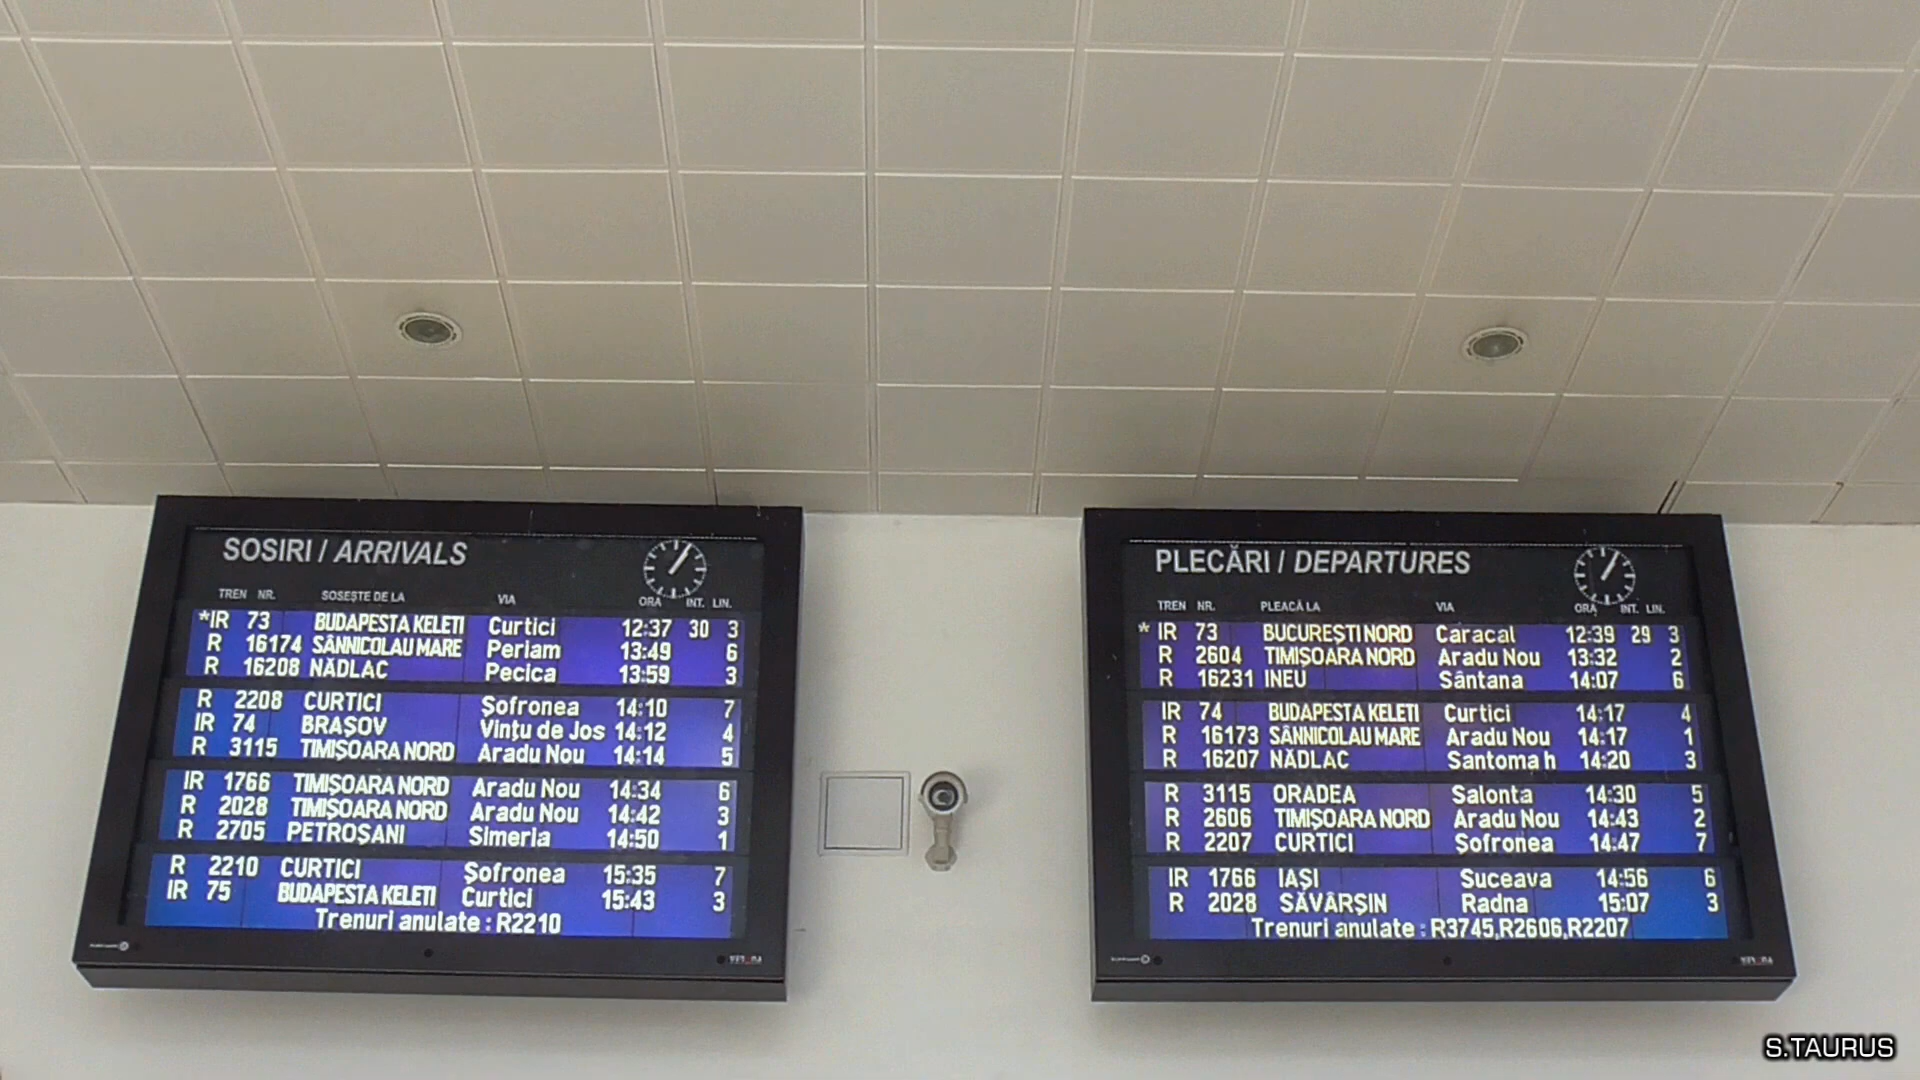 SOSIRI / ARRIVALS
TREN NR. SOSEȘTE DE LA VIA ORA INT. LIN.
*IR 73 BUDAPESTA KELETI Curtici 12:37 30 3
R 16174 SÂNNICOLAU MARE Periam 13:49 6
R 16208 NĂDLAC Pecica 13:59 3
R 2208 CURTICI Șofronea 14:10 7
IR 74 BRAȘOV Vințu de Jos 14:12 4
R 3115 TIMIȘOARA NORD Aradu Nou 14:14 5
IR 1766 TIMIȘOARA NORD Aradu Nou 14:34 6
R 2028 TIMIȘOARA NORD Aradu Nou 14:42 3
R 2705 PETROȘANI Simeria 14:50 1
R 2210 CURTICI Șofronea 15:35 7
IR 75 BUDAPESTA KELETI Curtici 15:43 3
Trenuri anulate : R2210
PLECĂRI / DEPARTURES
TREN NR. PLEACĂ LA VIA ORA INT. LIN.
* IR 73 BUCUREȘTI NORD Caracal 12:39 29 3
R 2604 TIMIȘOARA NORD Aradu Nou 13:32 2
R 16231 INEU Sântana 14:07 6
IR 74 BUDAPESTA KELETI Curtici 14:17 4
R 16173 SÂNNICOLAU MARE Aradu Nou 14:17 1
R 16207 NĂDLAC Santoma h 14:20 3
R 3115 ORADEA Salonta 14:30 5
R 2606 TIMIȘOARA NORD Aradu Nou 14:43 2
R 2207 CURTICI Șofronea 14:47 7
IR 1766 IAȘI Suceava 14:56 6
R 2028 SĂVÂRȘIN Radna 15:07 3
Trenuri anulate : R3745,R2606,R2207
S.TAURUS